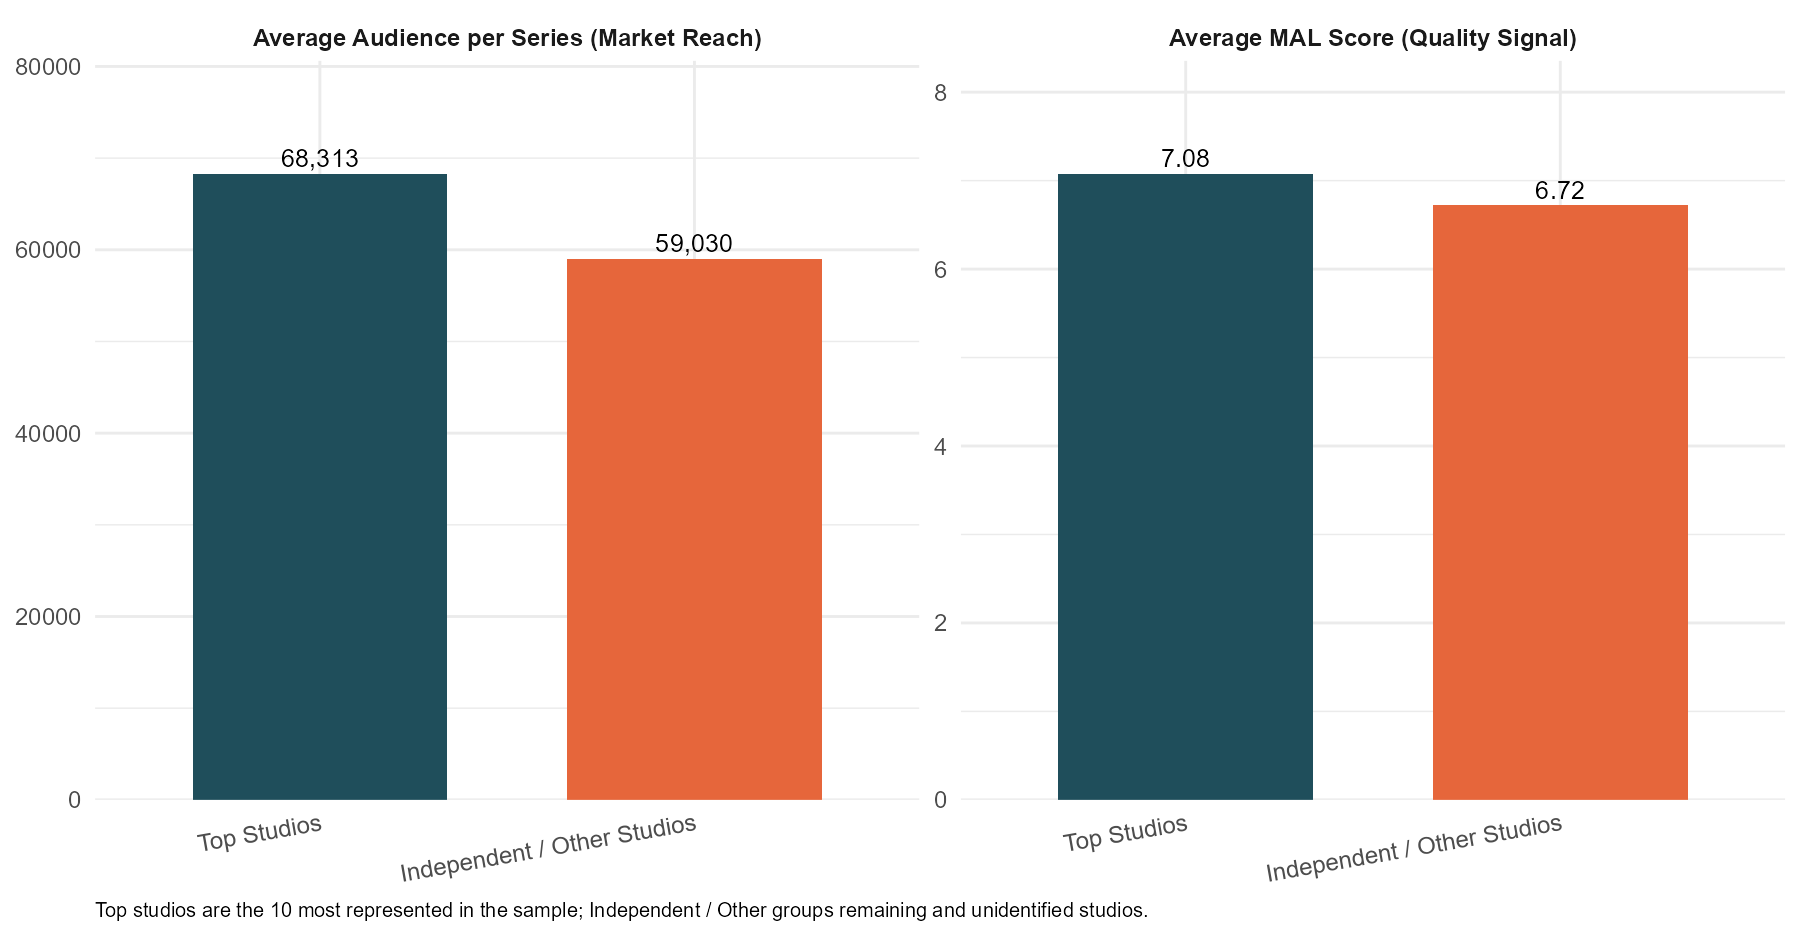 Average Audience per Series (Market Reach)
80000
60000
40000
20000
0
68,313
59,030
Top Studios
Independent / Other Studios
Average MAL Score (Quality Signal)
8
6
4
2
0
7.08
6.72
Top Studios
Independent / Other Studios
Top studios are the 10 most represented in the sample; Independent / Other groups remaining and unidentified studios.